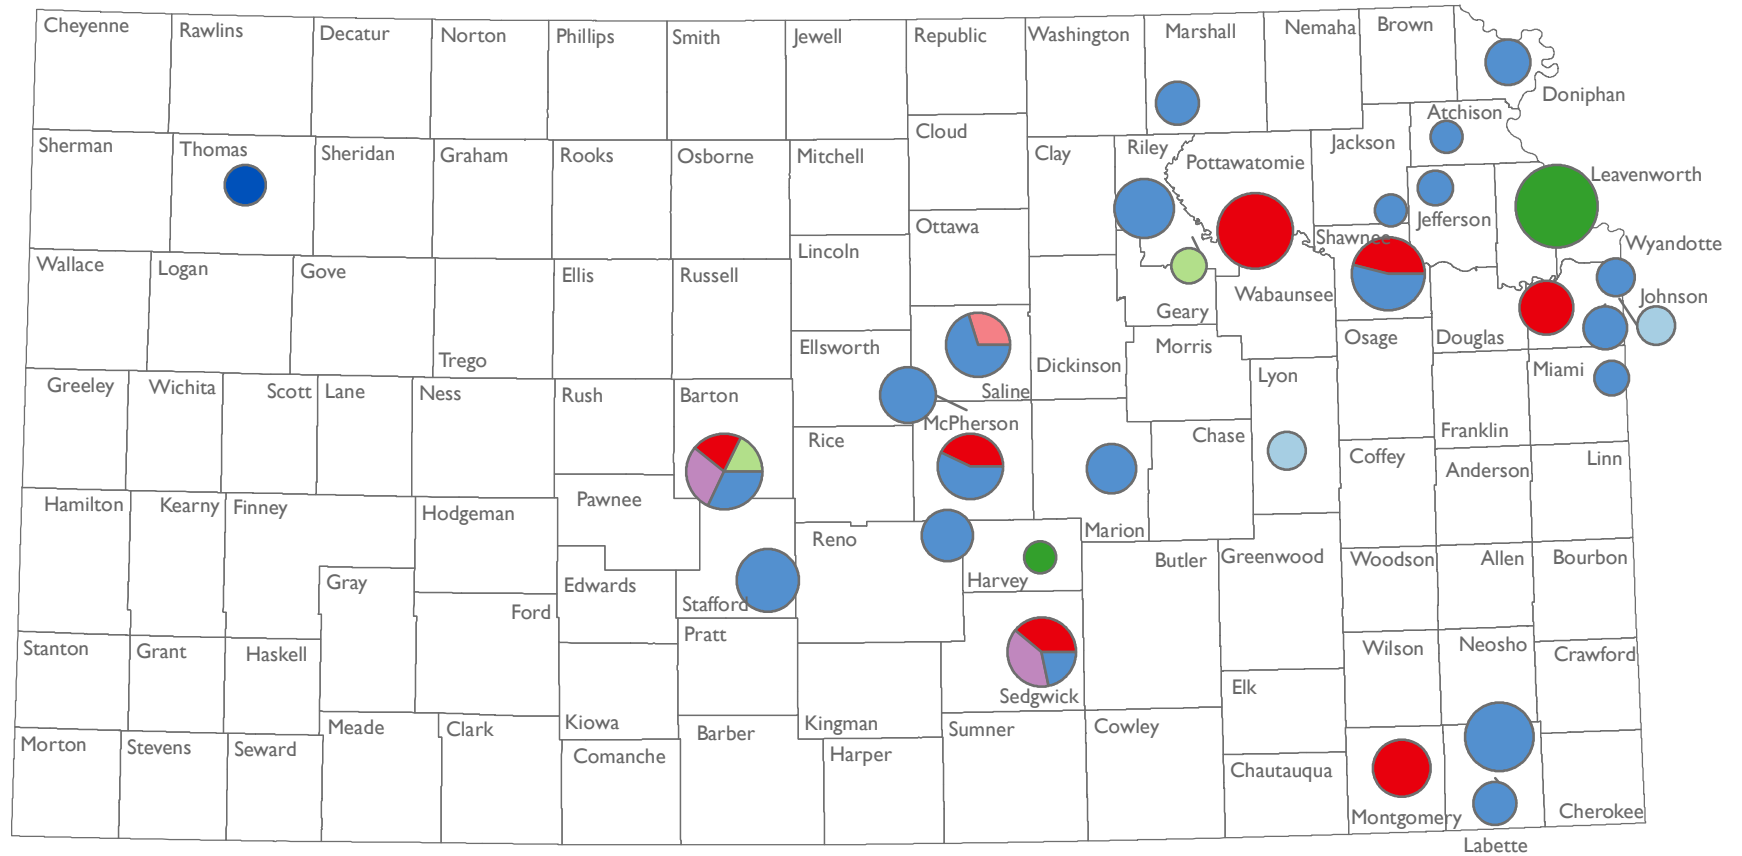 Cheyenne
Rawlins
Decatur
Norton
Phillips
Smith
Jewell
Republic
Washington
Marshall
Nemaha
Brown
Doniphan
Atchison
Sherman
Thomas
Sheridan
Graham
Rooks
Osborne
Mitchell
Cloud
Clay
Riley
Pottawatomie
Jackson
Leavenworth
Jefferson
Ottawa
Shawnee
Wyandotte
Wallace
Logan
Gove
Ellis
Russell
Lincoln
Geary
Wabaunsee
Johnson
Trego
Ellsworth
Saline
Dickinson
Morris
Osage
Douglas
Miami
Greeley
Wichita
Scott
Lane
Ness
Rush
Barton
Lyon
McPherson
Rice
Chase
Franklin
Coffey
Anderson
Linn
Hamilton
Kearny
Finney
Hodgeman
Pawnee
Reno
Marion
Harvey
Butler
Greenwood
Woodson
Allen
Bourbon
Gray
Ford
Edwards
Stafford
Stanton
Grant
Haskell
Pratt
Sedgwick
Wilson
Neosho
Crawford
Elk
Meade
Clark
Kiowa
Kingman
Sumner
Cowley
Morton
Stevens
Seward
Comanche
Barber
Harper
Chautauqua
Montgomery
Cherokee
Labette